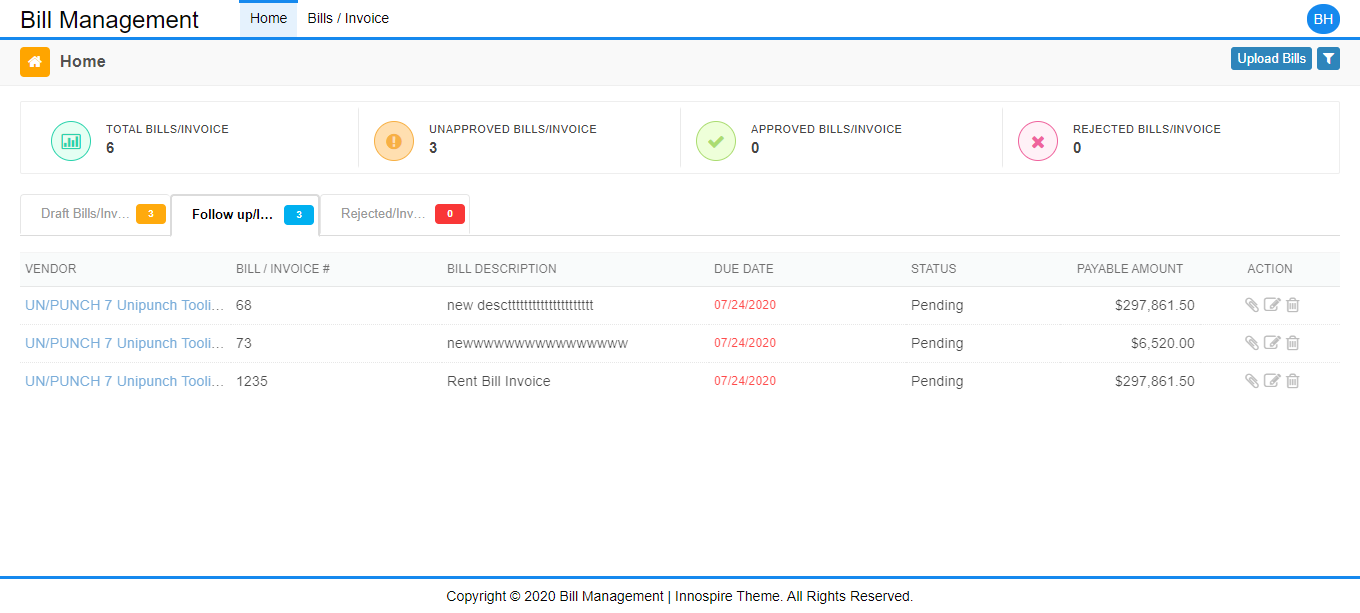 Bill Management Home Bills / Invoice BH
Home Upload Bills
TOTAL BILLS/INVOICE UNAPPROVED BILLS/INVOICE APPROVED BILLS/INVOICE REJECTED BILLS/INVOICE
6 3 0 0
Draft Bills/Inv... 3 Follow up/I... 3 Rejected/Inv... 0
VENDOR BILL / INVOICE # BILL DESCRIPTION DUE DATE STATUS PAYABLE AMOUNT ACTION
UN/PUNCH 7 Unipunch Tooli... 68 new descttttttttttttttttttttt 07/24/2020 Pending $297,861.50
UN/PUNCH 7 Unipunch Tooli... 73 newwwwwwwwwwwwwwww 07/24/2020 Pending $6,520.00
UN/PUNCH 7 Unipunch Tooli... 1235 Rent Bill Invoice 07/24/2020 Pending $297,861.50
Copyright © 2020 Bill Management | Innospire Theme. All Rights Reserved.